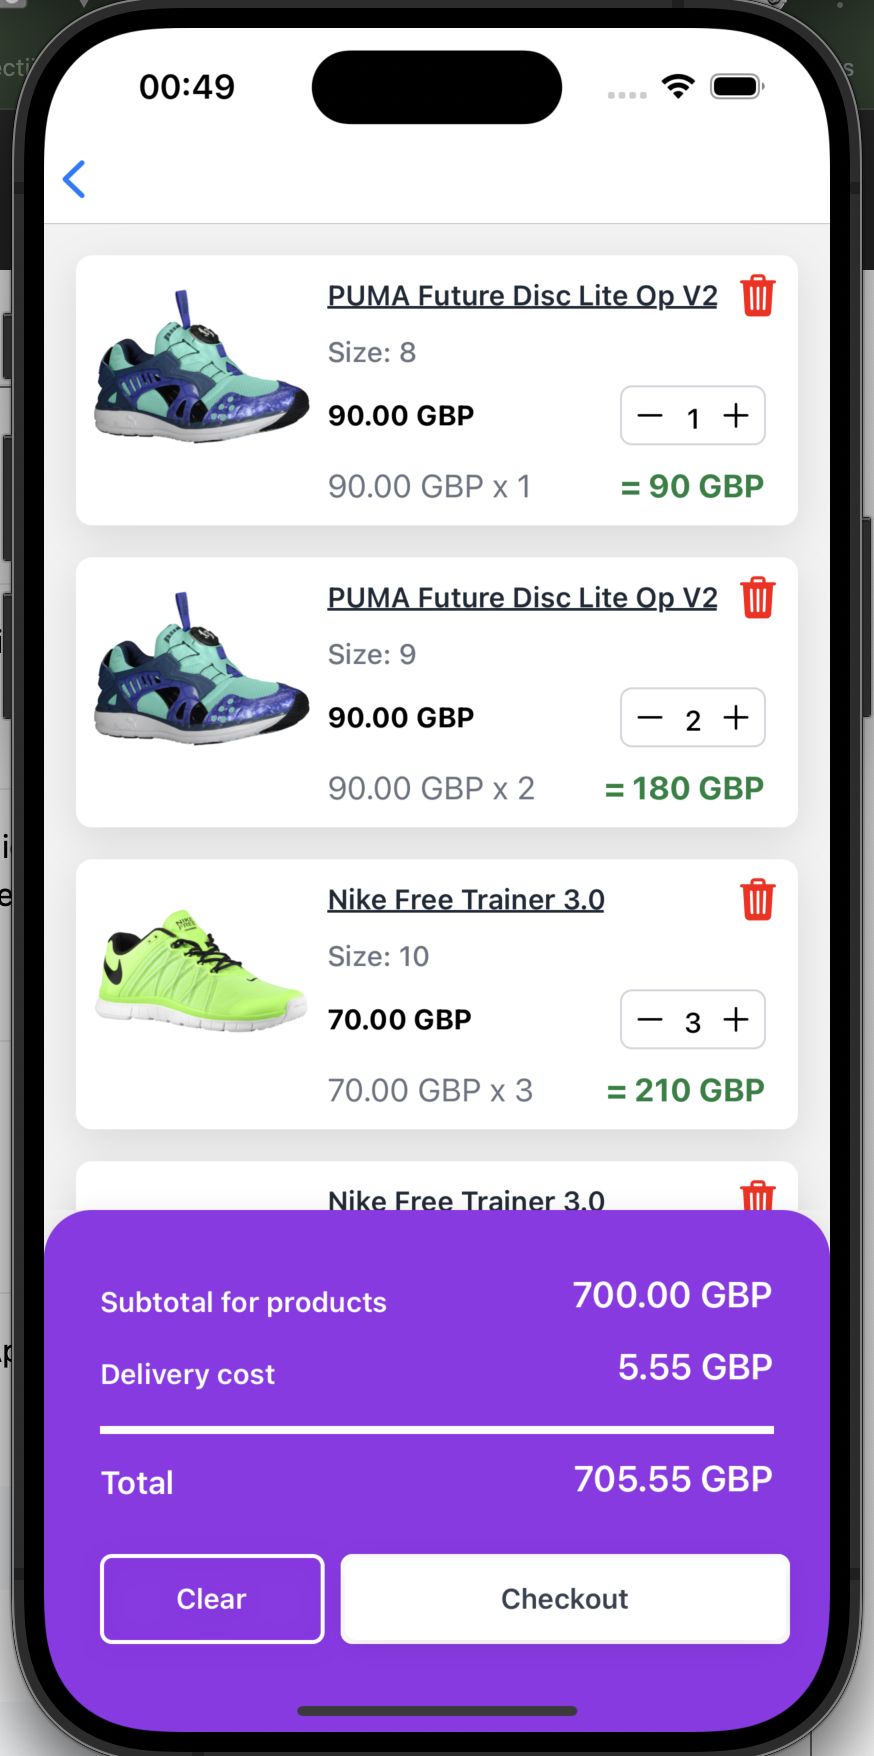 00:49
PUMA Future Disc Lite Op V2
Size: 8
90.00 GBP
1
90.00 GBP x 1
= 90 GBP
PUMA Future Disc Lite Op V2
Size: 9
90.00 GBP
2
90.00 GBP x 2
= 180 GBP
Nike Free Trainer 3.0
Size: 10
70.00 GBP
3
70.00 GBP x 3
= 210 GBP
Nike Free Trainer 3.0
Subtotal for products
700.00 GBP
Delivery cost
5.55 GBP
Total
705.55 GBP
Clear
Checkout